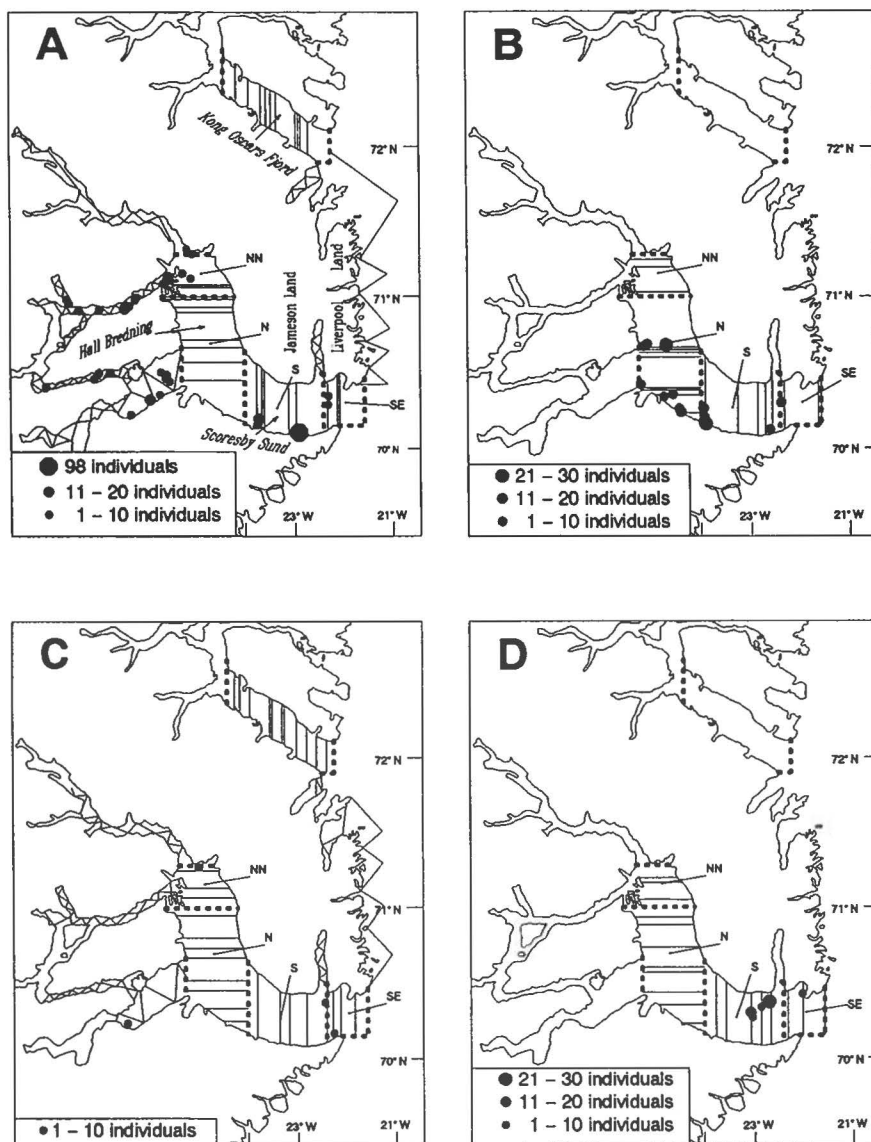 A
Kong Oscars Fjord
72° N
NN
71° N
Hall Bredning
N
Jameson Land
Liverpool Land
S
SE
Scoresby Sund
70° N
98 individuals
11 – 20 individuals
1 – 10 individuals
23° W
21° W
B
72° N
NN
71° N
N
S
SE
70° N
21 – 30 individuals
11 – 20 individuals
1 – 10 individuals
23° W
21° W
C
72° N
NN
71° N
N
S
SE
70° N
1 – 10 individuals
23° W
21° W
D
72° N
NN
71° N
N
S
SE
70° N
21 – 30 individuals
11 – 20 individuals
1 – 10 individuals
23° W
21° W